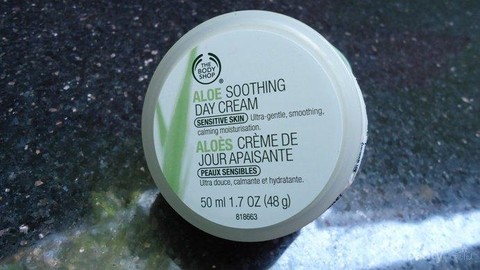 THE
BODY
SHOP
ALOE SOOTHING
DAY CREAM
SENSITIVE SKIN Ultra-gentle, smoothing,
calming moisturisation.
ALOÈS CRÈME DE
JOUR APAISANTE
PEAUX SENSIBLES
Ultra douce, calmante et hydratante.
50 ml 1.7 OZ (48 g)
818663